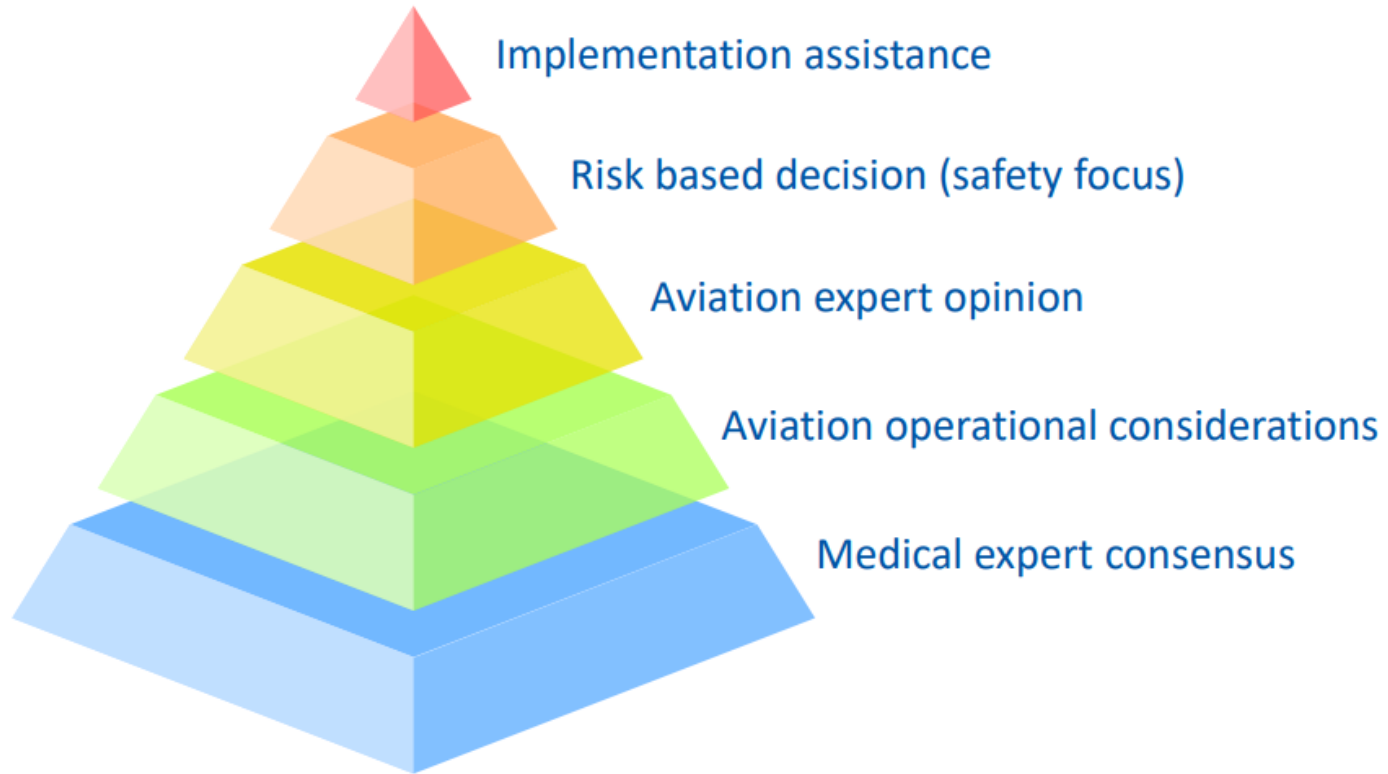 Implementation assistance
Risk based decision (safety focus)
Aviation expert opinion
Aviation operational considerations
Medical expert consensus